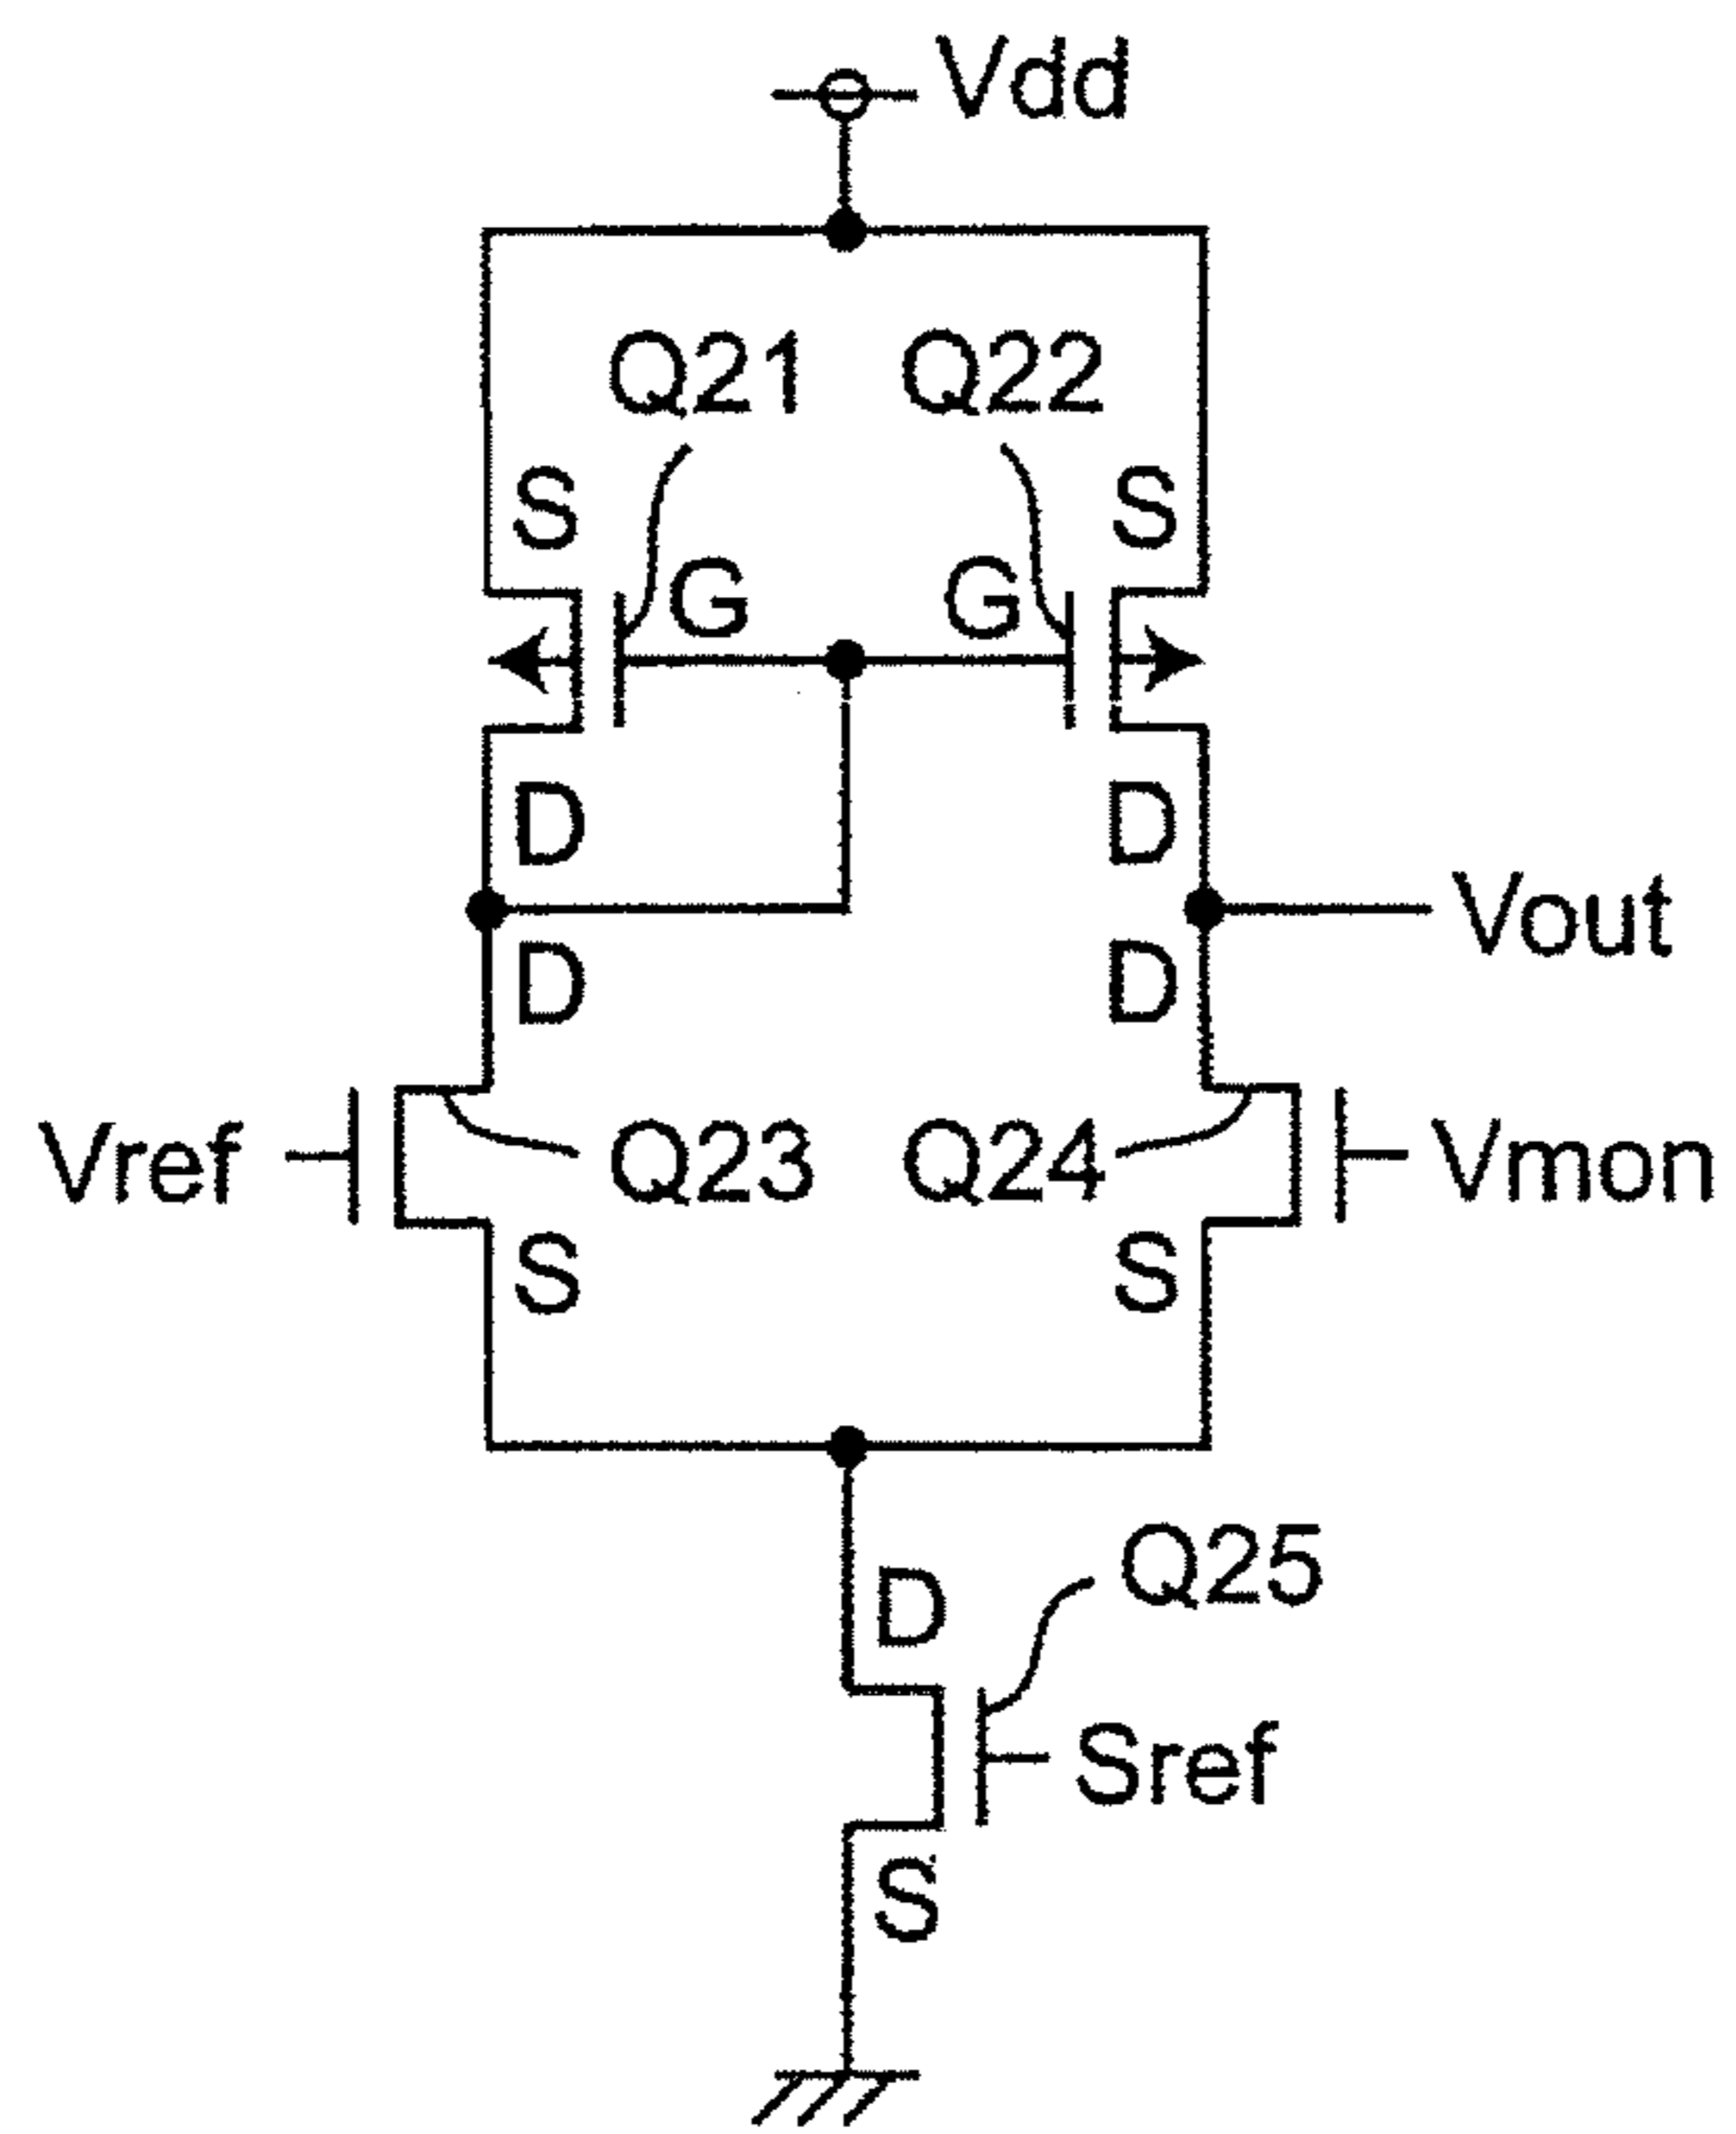 Vdd
Q21 Q22
S S
G G
D D
Vout
D D
Vref Q23 Q24 Vmon
S S
Q25
D
Sref
S